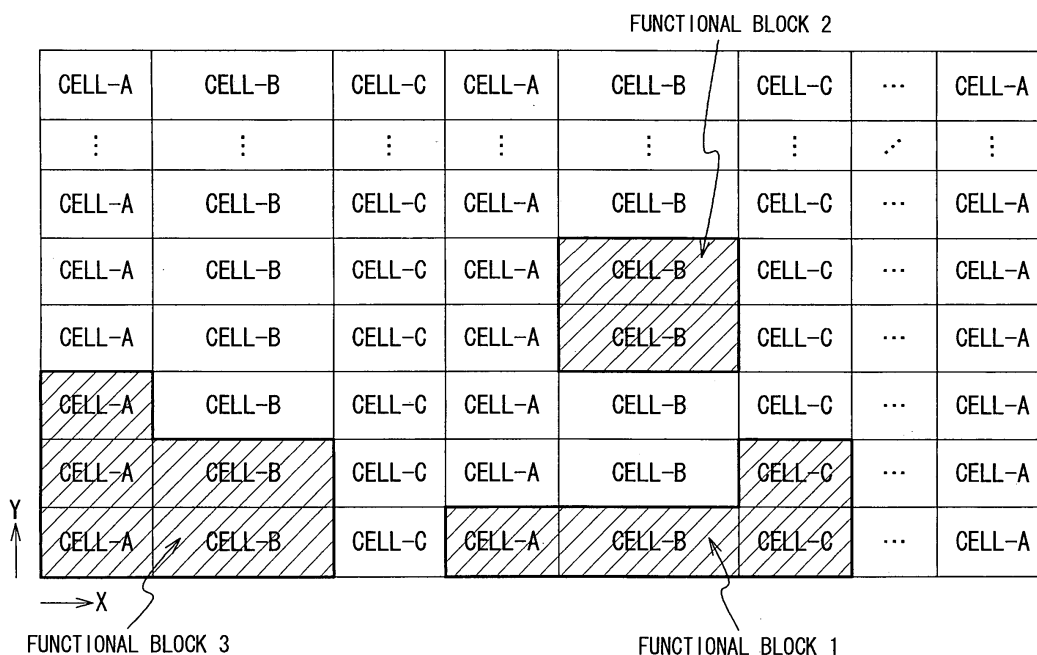 FUNCTIONAL BLOCK 2
CELL-A CELL-B CELL-C CELL-A CELL-B CELL-C ··· CELL-A
⋮ ⋮ ⋮ ⋮ ⋮ ⋮ ⋰ ⋮
CELL-A CELL-B CELL-C CELL-A CELL-B CELL-C ··· CELL-A
CELL-A CELL-B CELL-C CELL-A CELL-B CELL-C ··· CELL-A
CELL-A CELL-B CELL-C CELL-A CELL-B CELL-C ··· CELL-A
CELL-A CELL-B CELL-C CELL-A CELL-B CELL-C ··· CELL-A
CELL-A CELL-B CELL-C CELL-A CELL-B CELL-C ··· CELL-A
Y
CELL-A CELL-B CELL-C CELL-A CELL-B CELL-C ··· CELL-A
X
FUNCTIONAL BLOCK 3 FUNCTIONAL BLOCK 1